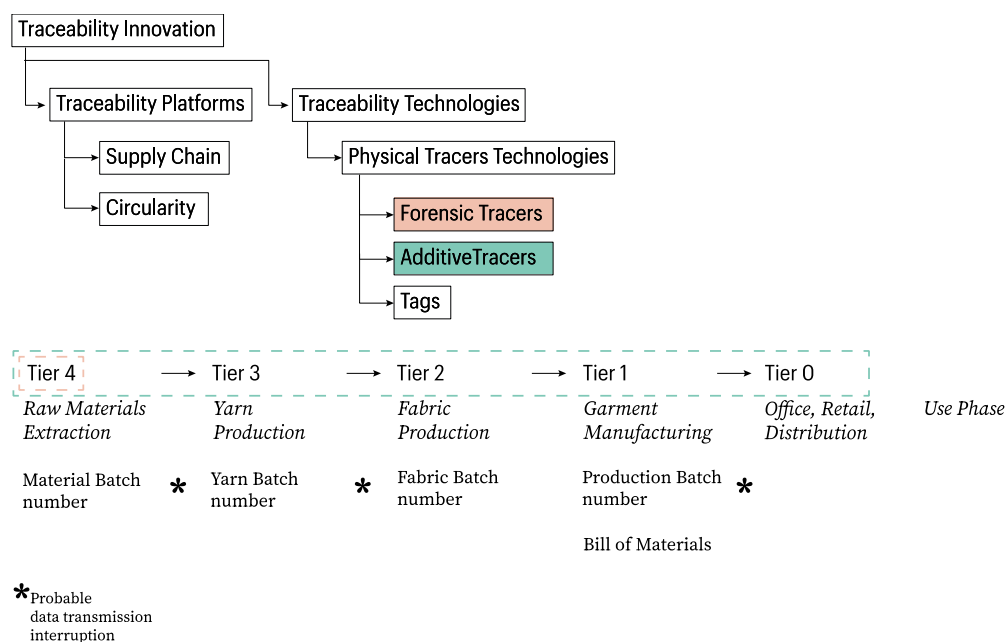 Traceability Innovation
Traceability Platforms
Traceability Technologies
Supply Chain
Physical Tracers Technologies
Circularity
Forensic Tracers
AdditiveTracers
Tags
Tier 4
Tier 3
Tier 2
Tier 1
Tier 0
Raw Materials
Extraction
Yarn
Production
Fabric
Production
Garment
Manufacturing
Office, Retail,
Distribution
Use Phase
Material Batch
number
*
Yarn Batch
number
*
Fabric Batch
number
Production Batch
number
*
Bill of Materials
*Probable
data transmission
interruption